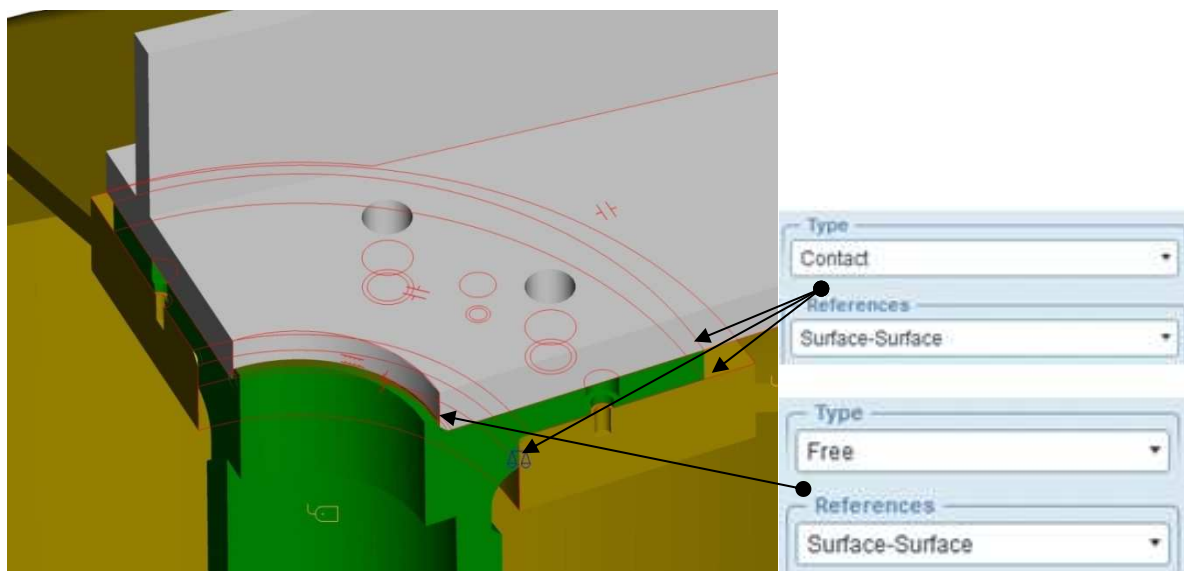 Type
Contact
References
Surface-Surface
Type
Free
References
Surface-Surface